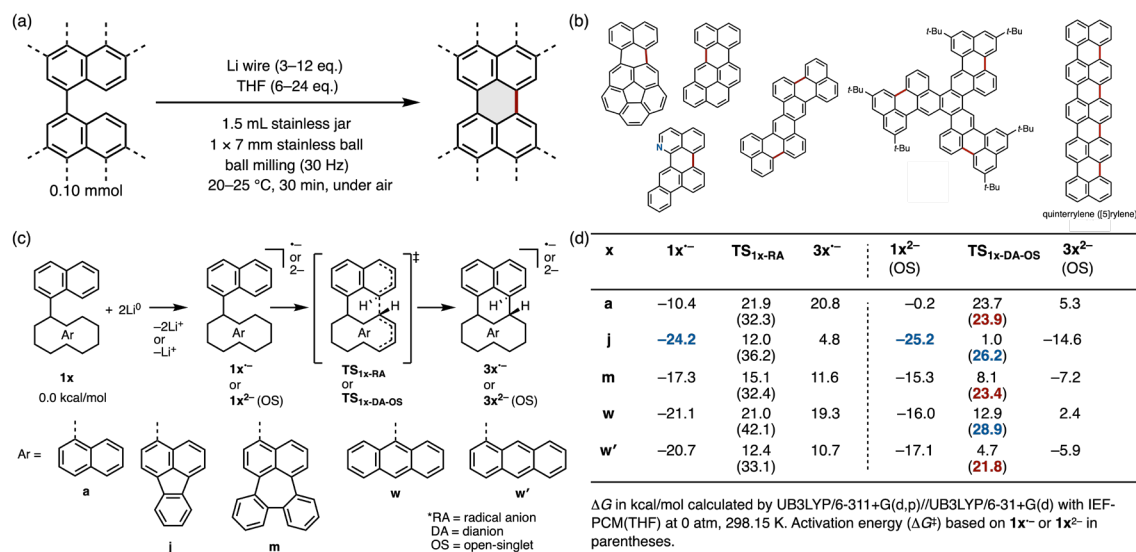 (a)
Li wire (3–12 eq.)
THF (6–24 eq.)
1.5 mL stainless jar
1 × 7 mm stainless ball
ball milling (30 Hz)
20–25 °C, 30 min, under air
0.10 mmol
(b)
N
t-Bu
t-Bu
t-Bu
t-Bu
t-Bu
t-Bu
quinterrylene ([5]rylene)
(c)
Ar
1x
0.0 kcal/mol
+ 2Li⁰
−2Li⁺
or
−Li⁺
Ar
•–
or
2–
1x•–
or
1x²⁻ (OS)
H H
Ar
‡
TS1x-RA
or
TS1x-DA-OS
H H
Ar
•–
or
2–
3x•–
or
3x²⁻ (OS)
Ar =
a
j
m
w
w′
*RA = radical anion
DA = dianion
OS = open-singlet
(d)
x 1x•– TS1x-RA 3x•– 1x²⁻ (OS) TS1x-DA-OS 3x²⁻ (OS)
a −10.4 21.9 20.8 −0.2 23.7 5.3
(32.3) (23.9)
j −24.2 12.0 4.8 −25.2 1.0 −14.6
(36.2) (26.2)
m −17.3 15.1 11.6 −15.3 8.1 −7.2
(32.4) (23.4)
w −21.1 21.0 19.3 −16.0 12.9 2.4
(42.1) (28.9)
w′ −20.7 12.4 10.7 −17.1 4.7 −5.9
(33.1) (21.8)
ΔG in kcal/mol calculated by UB3LYP/6-311+G(d,p)//UB3LYP/6-31+G(d) with IEF-
PCM(THF) at 0 atm, 298.15 K. Activation energy (ΔG‡) based on 1x•– or 1x²⁻ in
parentheses.